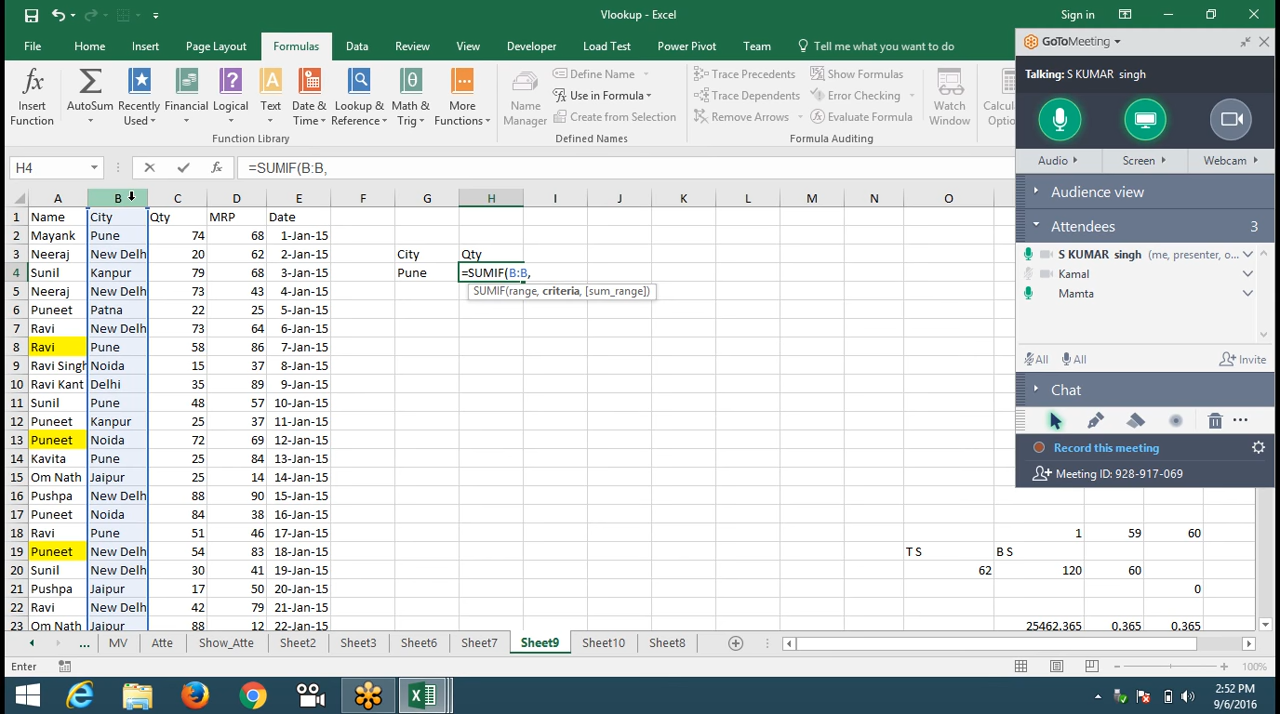 Vlookup - Excel
Sign in
File Home Insert Page Layout Formulas Data Review View Developer Load Test Power Pivot Team Tell me what you want to do
Insert Function
AutoSum
Recently Used
Financial
Logical
Text
Date & Time
Lookup & Reference
Math & Trig
More Functions
Function Library
Name Manager
Define Name
Use in Formula
Create from Selection
Defined Names
Trace Precedents
Trace Dependents
Remove Arrows
Show Formulas
Error Checking
Evaluate Formula
Formula Auditing
Watch Window
H4 fx =SUMIF(B:B,
A B C D E F G H I J K L M N O
1 Name City Qty MRP Date
2 Mayank Pune 74 68 1-Jan-15
3 Neeraj New Delh 20 62 2-Jan-15 City Qty
4 Sunil Kanpur 79 68 3-Jan-15 Pune =SUMIF(B:B,
SUMIF(range, criteria, [sum_range])
5 Neeraj New Delh 73 43 4-Jan-15
6 Puneet Patna 22 25 5-Jan-15
7 Ravi New Delh 73 64 6-Jan-15
8 Ravi Pune 58 86 7-Jan-15
9 Ravi Singh Noida 15 37 8-Jan-15
10 Ravi Kant Delhi 35 89 9-Jan-15
11 Sunil Pune 48 57 10-Jan-15
12 Puneet Kanpur 25 37 11-Jan-15
13 Puneet Noida 72 69 12-Jan-15
14 Kavita Pune 25 84 13-Jan-15
15 Om Nath Jaipur 25 14 14-Jan-15
16 Pushpa New Delh 88 90 15-Jan-15
17 Puneet Noida 84 38 16-Jan-15
18 Ravi Pune 51 46 17-Jan-15 1 59 60
19 Puneet New Delh 54 83 18-Jan-15 T S B S
20 Sunil New Delh 30 41 19-Jan-15 62 120 60
21 Pushpa Jaipur 17 50 20-Jan-15 0
22 Ravi New Delh 42 79 21-Jan-15
23 Om Nath Jaipur 88 12 22-Jan-15 25462.365 0.365 0.365
... MV Atte Show_Atte Sheet2 Sheet3 Sheet6 Sheet7 Sheet9 Sheet10 Sheet8
Enter
100%
2:52 PM
9/6/2016
GoToMeeting
Talking: S KUMAR singh
Audio Screen Webcam
Audience view
Attendees 3
S KUMAR singh (me, presenter, o...
Kamal
Mamta
All All Invite
Chat
Record this meeting
Meeting ID: 928-917-069